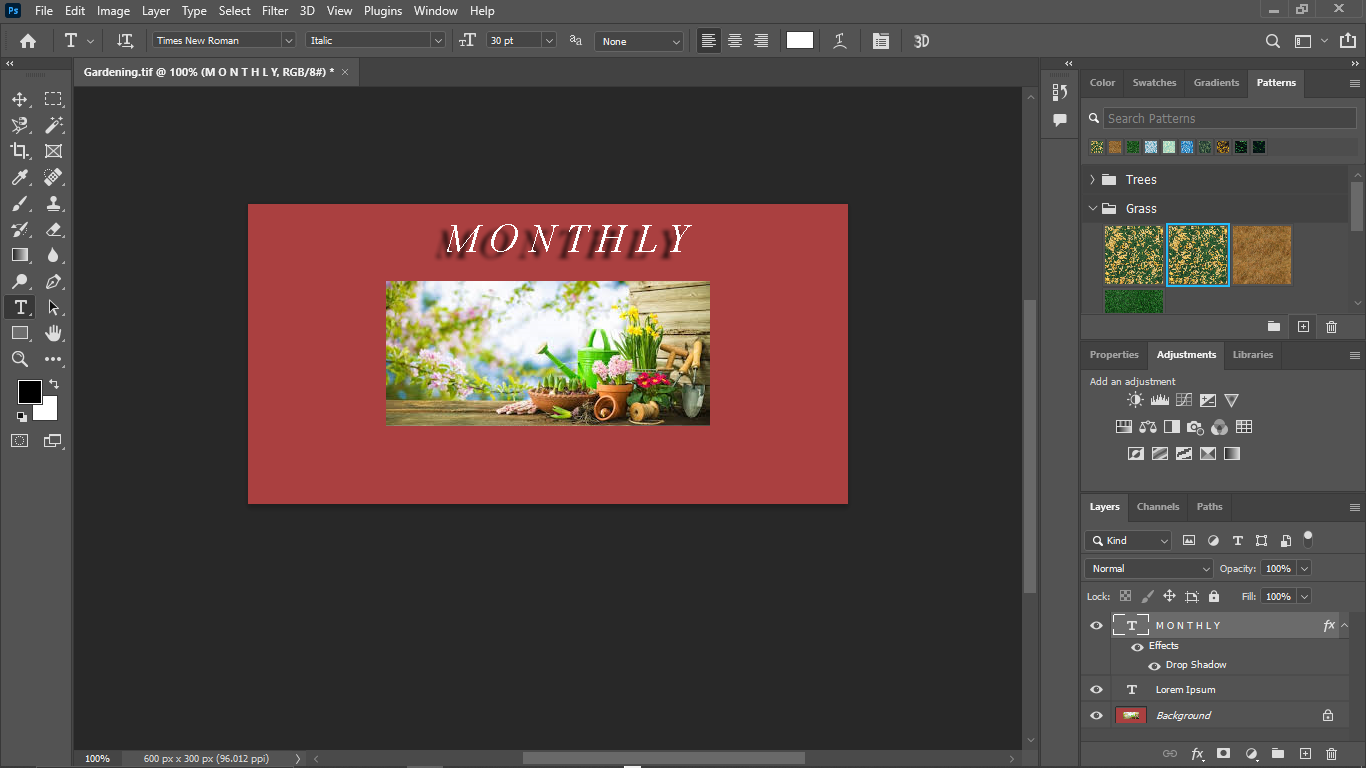 Ps File Edit Image Layer Type Select Filter 3D View Plugins Window Help
T Times New Roman Italic 30 pt None 3D
Gardening.tif @ 100% (M O N T H L Y, RGB/8#) * ×
Color Swatches Gradients Patterns
Search Patterns
Trees
Grass
M O N T H L Y
Properties Adjustments Libraries
Add an adjustment
Layers Channels Paths
Kind
Normal Opacity: 100%
Lock: Fill: 100%
T M O N T H L Y fx
Effects
Drop Shadow
T Lorem Ipsum
Background
100% 600 px x 300 px (96.012 ppi)
fx